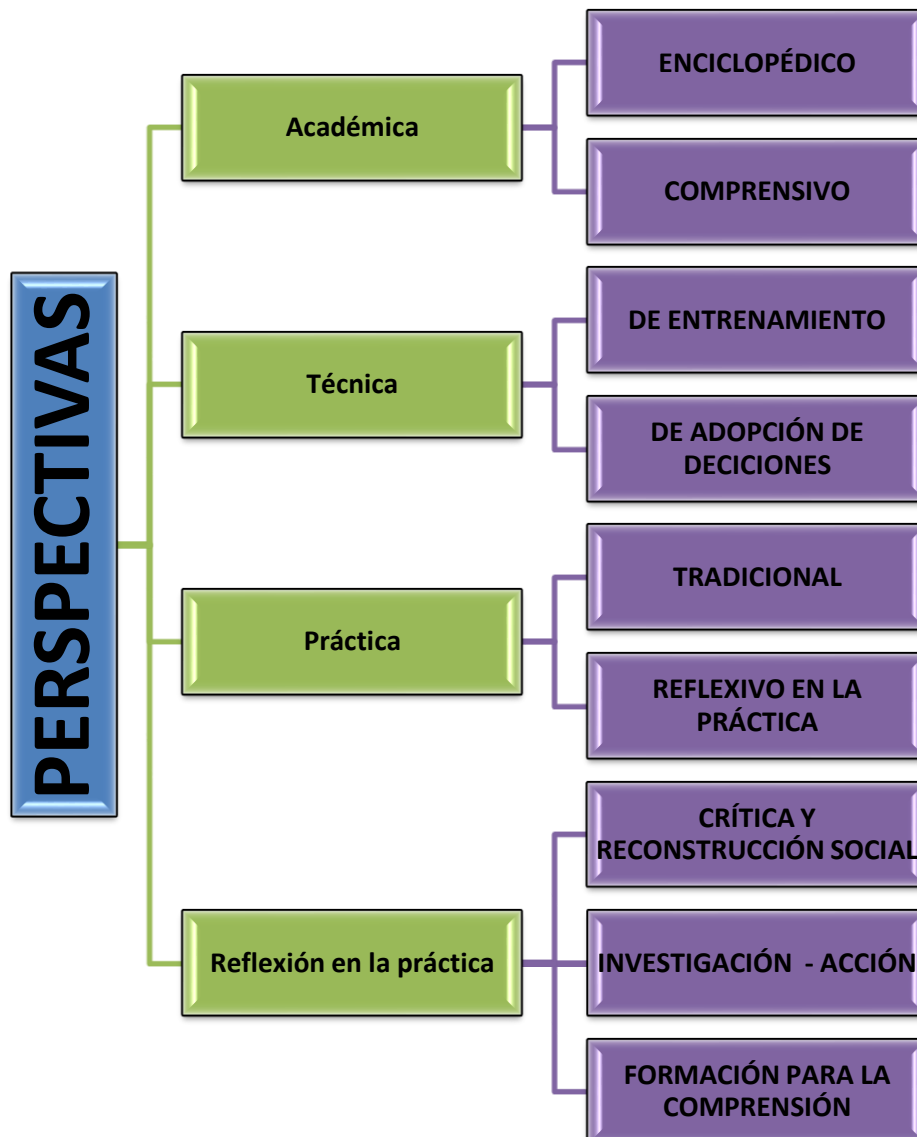 PERSPECTIVAS
Académica
ENCICLOPÉDICO
COMPRENSIVO
Técnica
DE ENTRENAMIENTO
DE ADOPCIÓN DE
DECICIONES
Práctica
TRADICIONAL
REFLEXIVO EN LA
PRÁCTICA
Reflexión en la práctica
CRÍTICA Y
RECONSTRUCCIÓN SOCIAL
INVESTIGACIÓN - ACCIÓN
FORMACIÓN PARA LA
COMPRENSIÓN